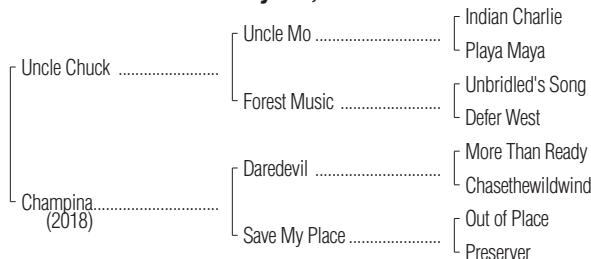 Indian Charlie
Uncle Mo ......................
Playa Maya
Uncle Chuck .......................
Unbridled's Song
Forest Music .......................
Defer West
More Than Ready
Daredevil .............................
Chasethewildwind
Champina.............................
(2018)
Out of Place
Save My Place .....................
Preserver